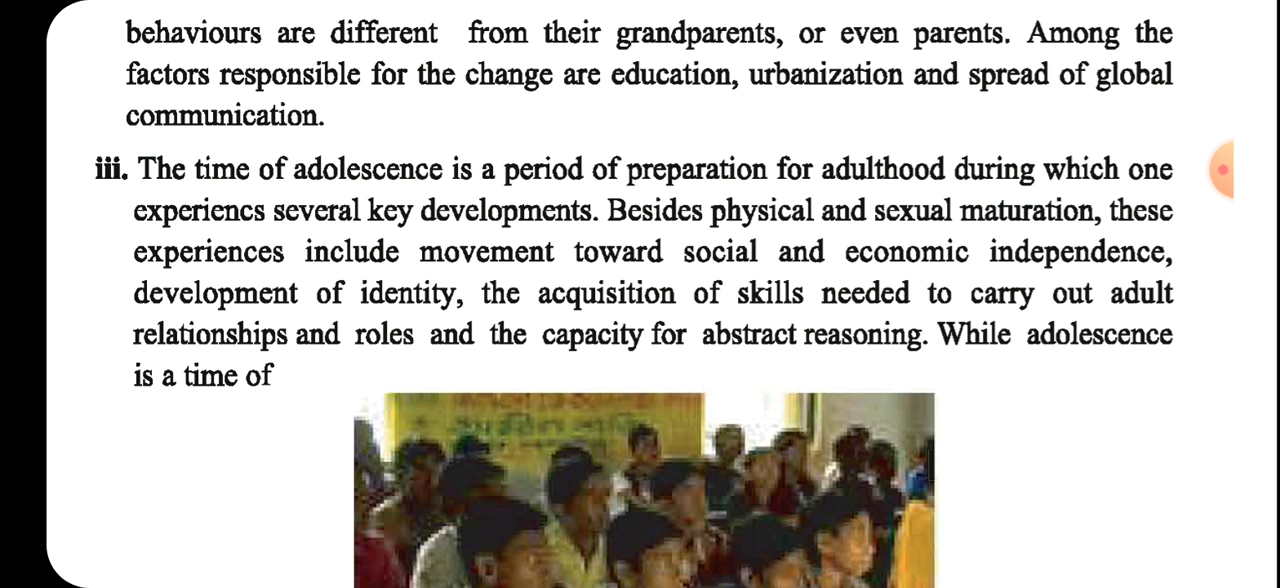 behaviours are different from their grandparents, or even parents. Among the
factors responsible for the change are education, urbanization and spread of global
communication.
iii. The time of adolescence is a period of preparation for adulthood during which one
experiencs several key developments. Besides physical and sexual maturation, these
experiences include movement toward social and economic independence,
development of identity, the acquisition of skills needed to carry out adult
relationships and roles and the capacity for abstract reasoning. While adolescence
is a time of